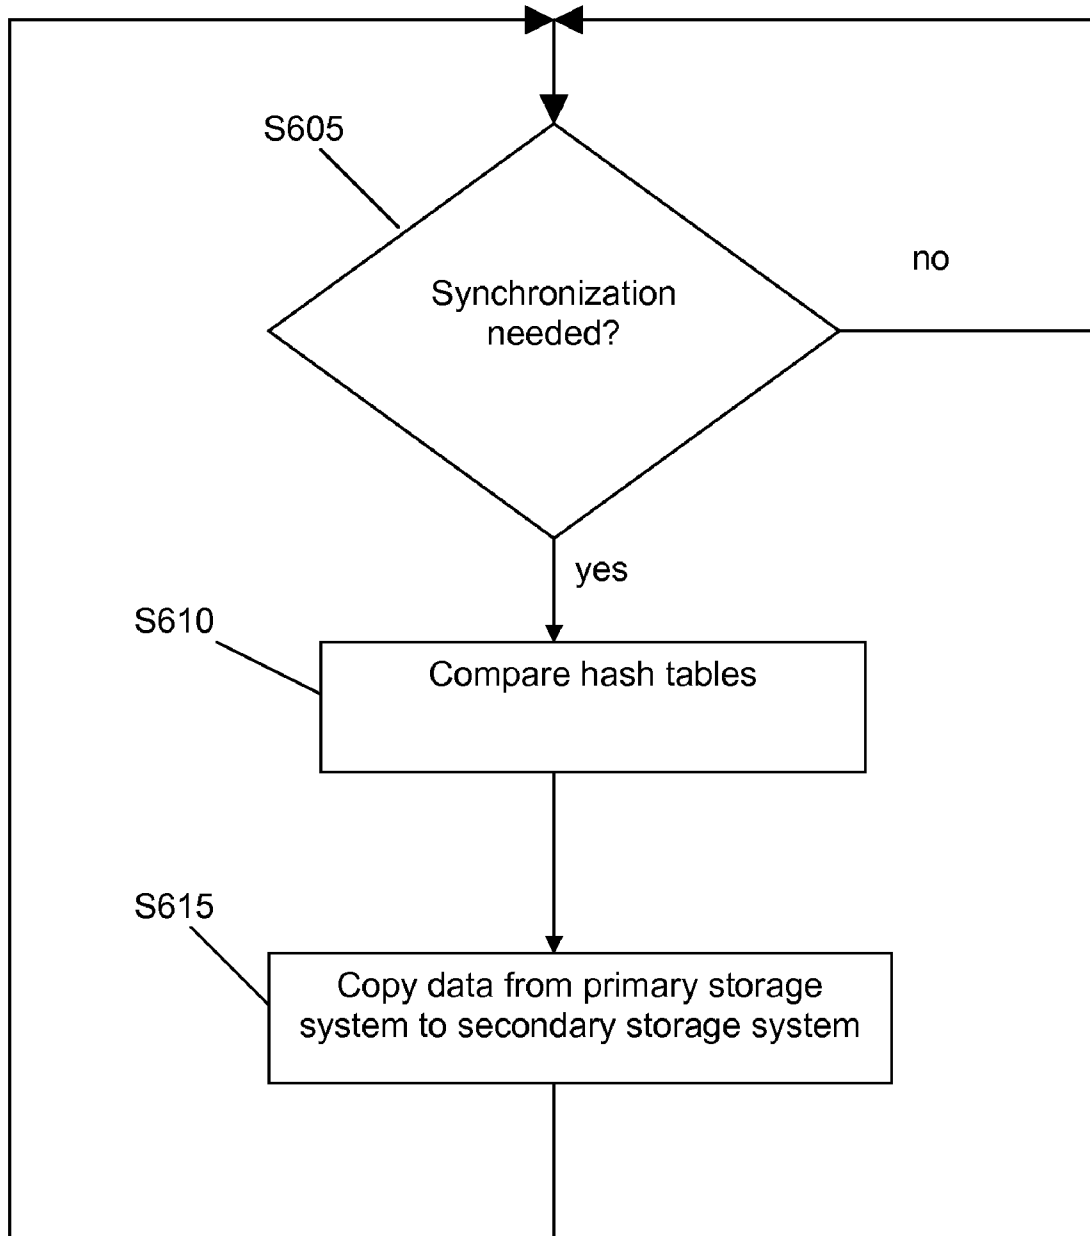 S605
no
Synchronization
needed?
yes
S610
Compare hash tables
S615
Copy data from primary storage
system to secondary storage system